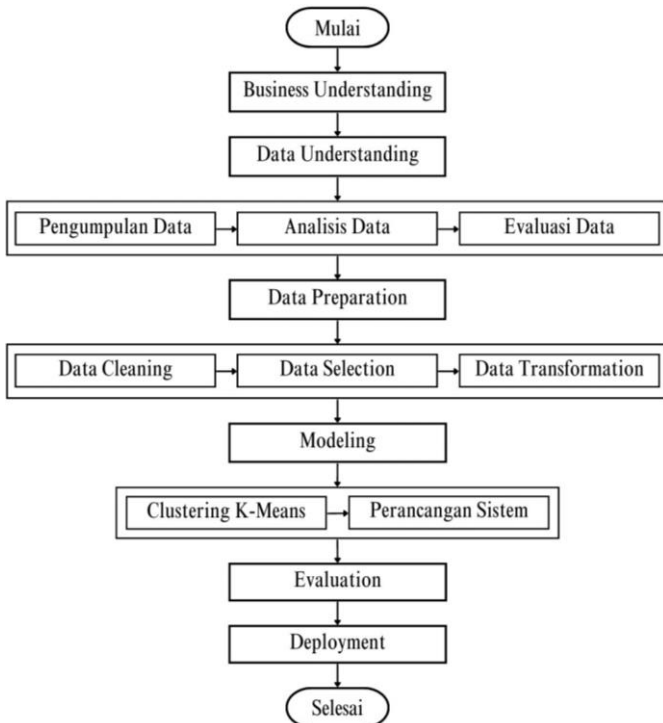 Mulai
Business Understanding
Data Understanding
Pengumpulan Data
Analisis Data
Evaluasi Data
Data Preparation
Data Cleaning
Data Selection
Data Transformation
Modeling
Clustering K-Means
Perancangan Sistem
Evaluation
Deployment
Selesai